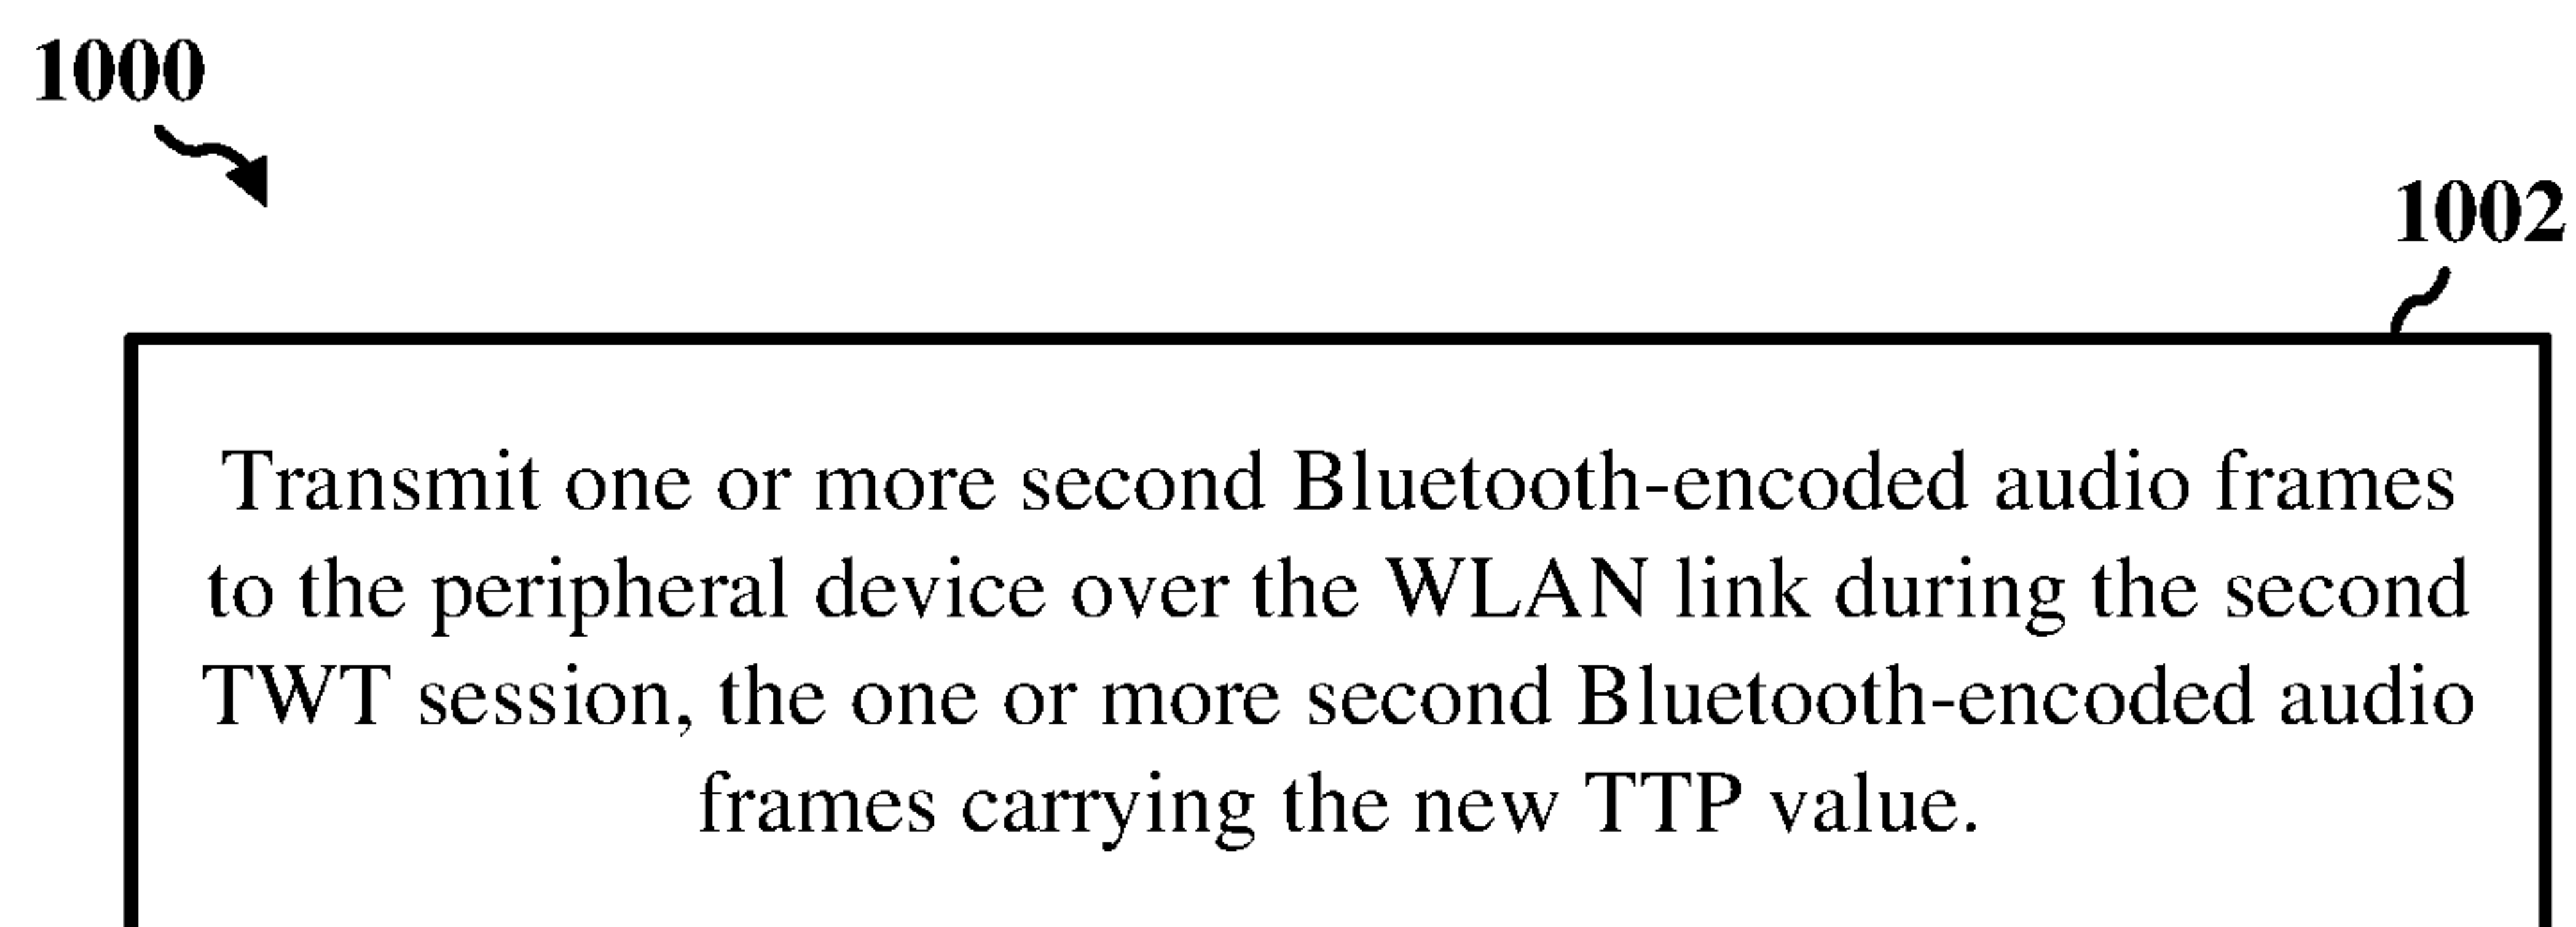 1000
1002
Transmit one or more second Bluetooth-encoded audio frames
to the peripheral device over the WLAN link during the second
TWT session, the one or more second Bluetooth-encoded audio
frames carrying the new TTP value.